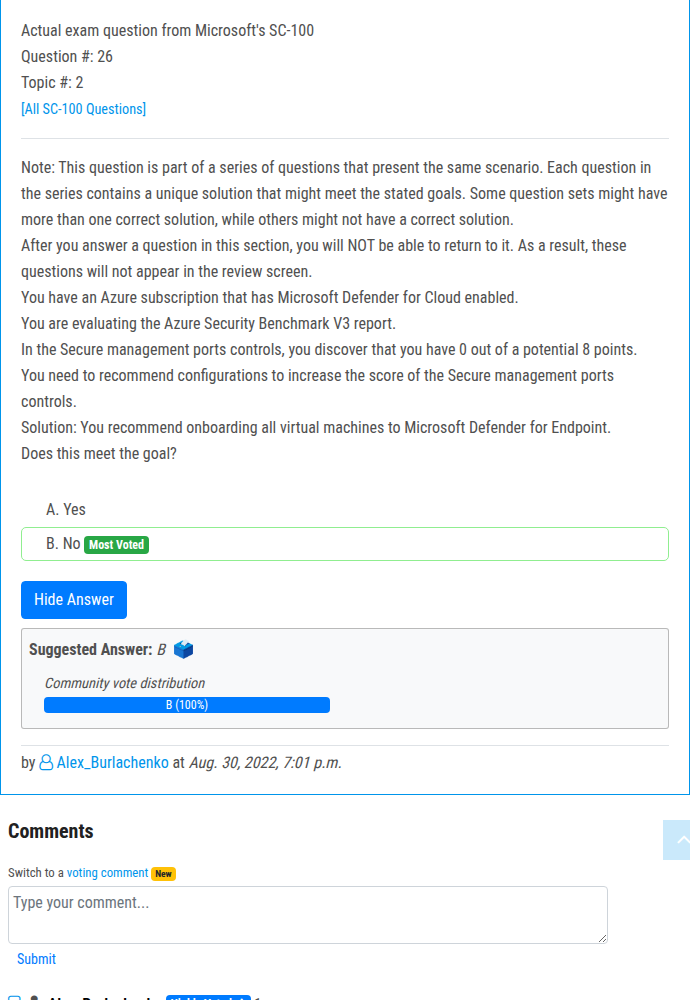 Actual exam question from Microsoft's SC-100
Question #: 26
Topic #: 2
[All SC-100 Questions]
Note: This question is part of a series of questions that present the same scenario. Each question in
the series contains a unique solution that might meet the stated goals. Some question sets might have
more than one correct solution, while others might not have a correct solution.
After you answer a question in this section, you will NOT be able to return to it. As a result, these
questions will not appear in the review screen.
You have an Azure subscription that has Microsoft Defender for Cloud enabled.
You are evaluating the Azure Security Benchmark V3 report.
In the Secure management ports controls, you discover that you have 0 out of a potential 8 points.
You need to recommend configurations to increase the score of the Secure management ports
controls.
Solution: You recommend onboarding all virtual machines to Microsoft Defender for Endpoint.
Does this meet the goal?
A. Yes
B. No Most Voted
Hide Answer
Suggested Answer: B
Community vote distribution
B (100%)
by Alex_Burlachenko at Aug. 30, 2022, 7:01 p.m.
Comments
Switch to a voting comment New
Type your comment...
Submit